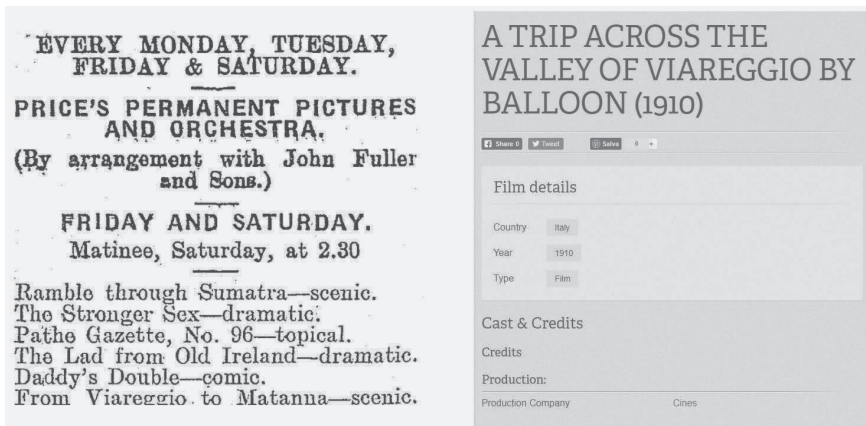 EVERY MONDAY, TUESDAY,
FRIDAY & SATURDAY.
PRICE'S PERMANENT PICTURES
AND ORCHESTRA.
(By arrangement with John Fuller
and Sons.)
FRIDAY AND SATURDAY.
Matinee, Saturday, at 2.30
Ramble through Sumatra—scenic.
The Stronger Sex—dramatic.
Pathe Gazette, No. 96—topical.
The Lad from Old Ireland—dramatic.
Daddy's Double—comic.
From Viareggio to Matanna—scenic.
A TRIP ACROSS THE
VALLEY OF VIAREGGIO BY
BALLOON (1910)
Share 0 Tweet Salva 0 +
Film details
Country Italy
Year 1910
Type Film
Cast & Credits
Credits
Production:
Production Company Cines